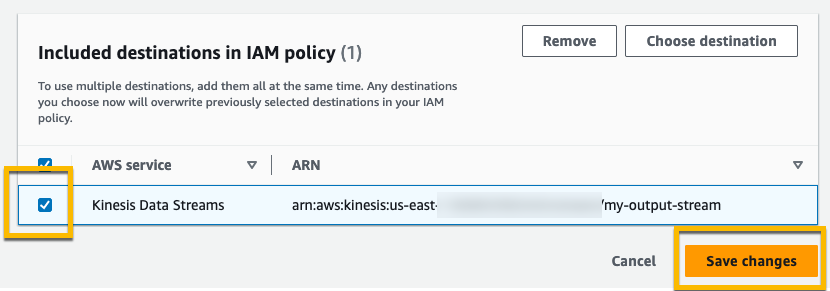 Included destinations in IAM policy (1)
Remove
Choose destination
To use multiple destinations, add them all at the same time. Any destinations
you choose now will overwrite previously selected destinations in your IAM
policy.
AWS service
ARN
Kinesis Data Streams
arn:aws:kinesis:us-east-
/my-output-stream
Cancel
Save changes